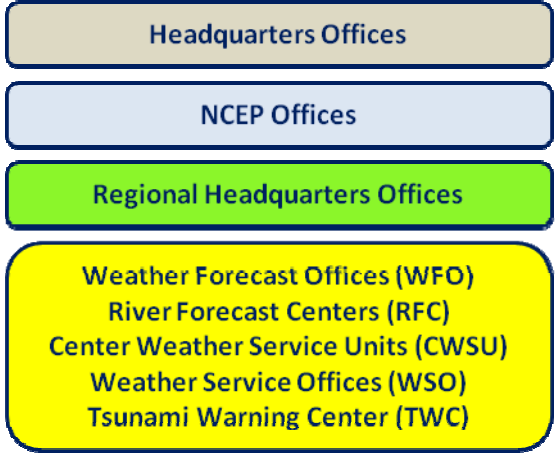 Headquarters Offices
NCEP Offices
Regional Headquarters Offices
Weather Forecast Offices (WFO)
River Forecast Centers (RFC)
Center Weather Service Units (CWSU)
Weather Service Offices (WSO)
Tsunami Warning Center (TWC)